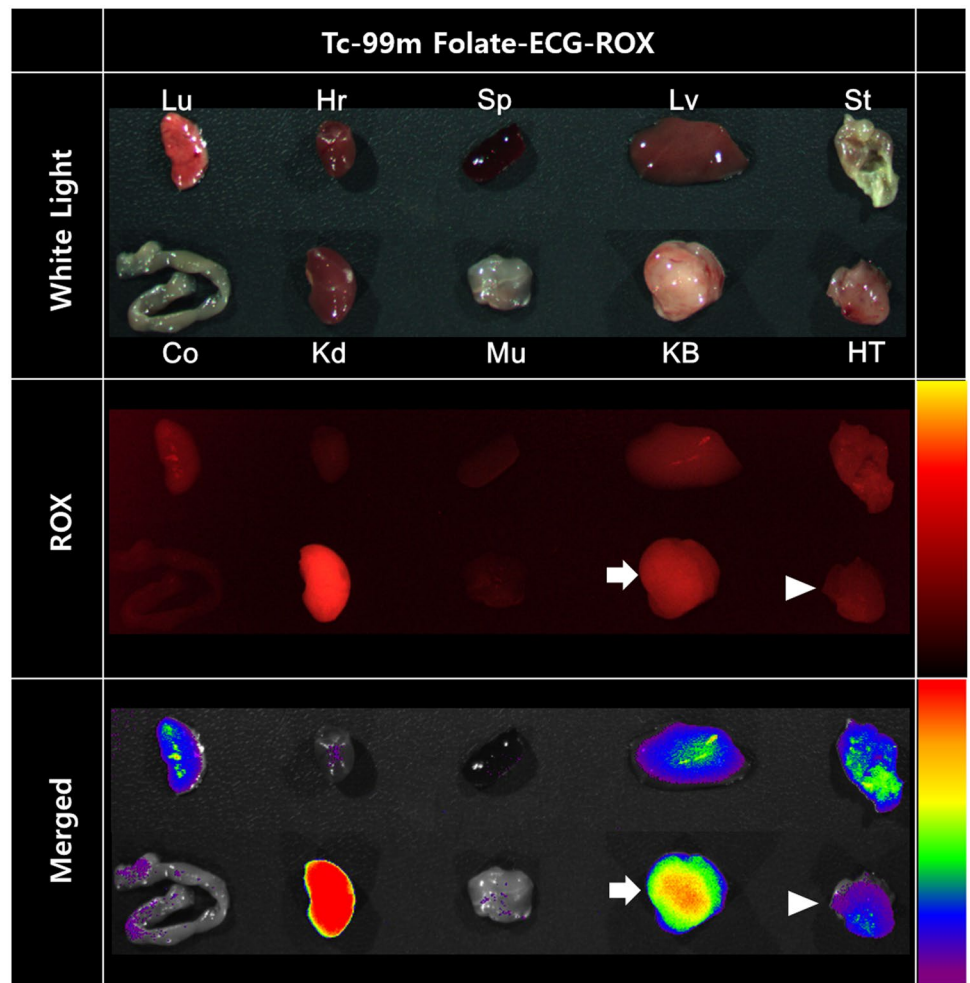 Tc-99m Folate-ECG-ROX
White Light
Lu Hr Sp Lv St
Co Kd Mu KB HT
ROX
Merged